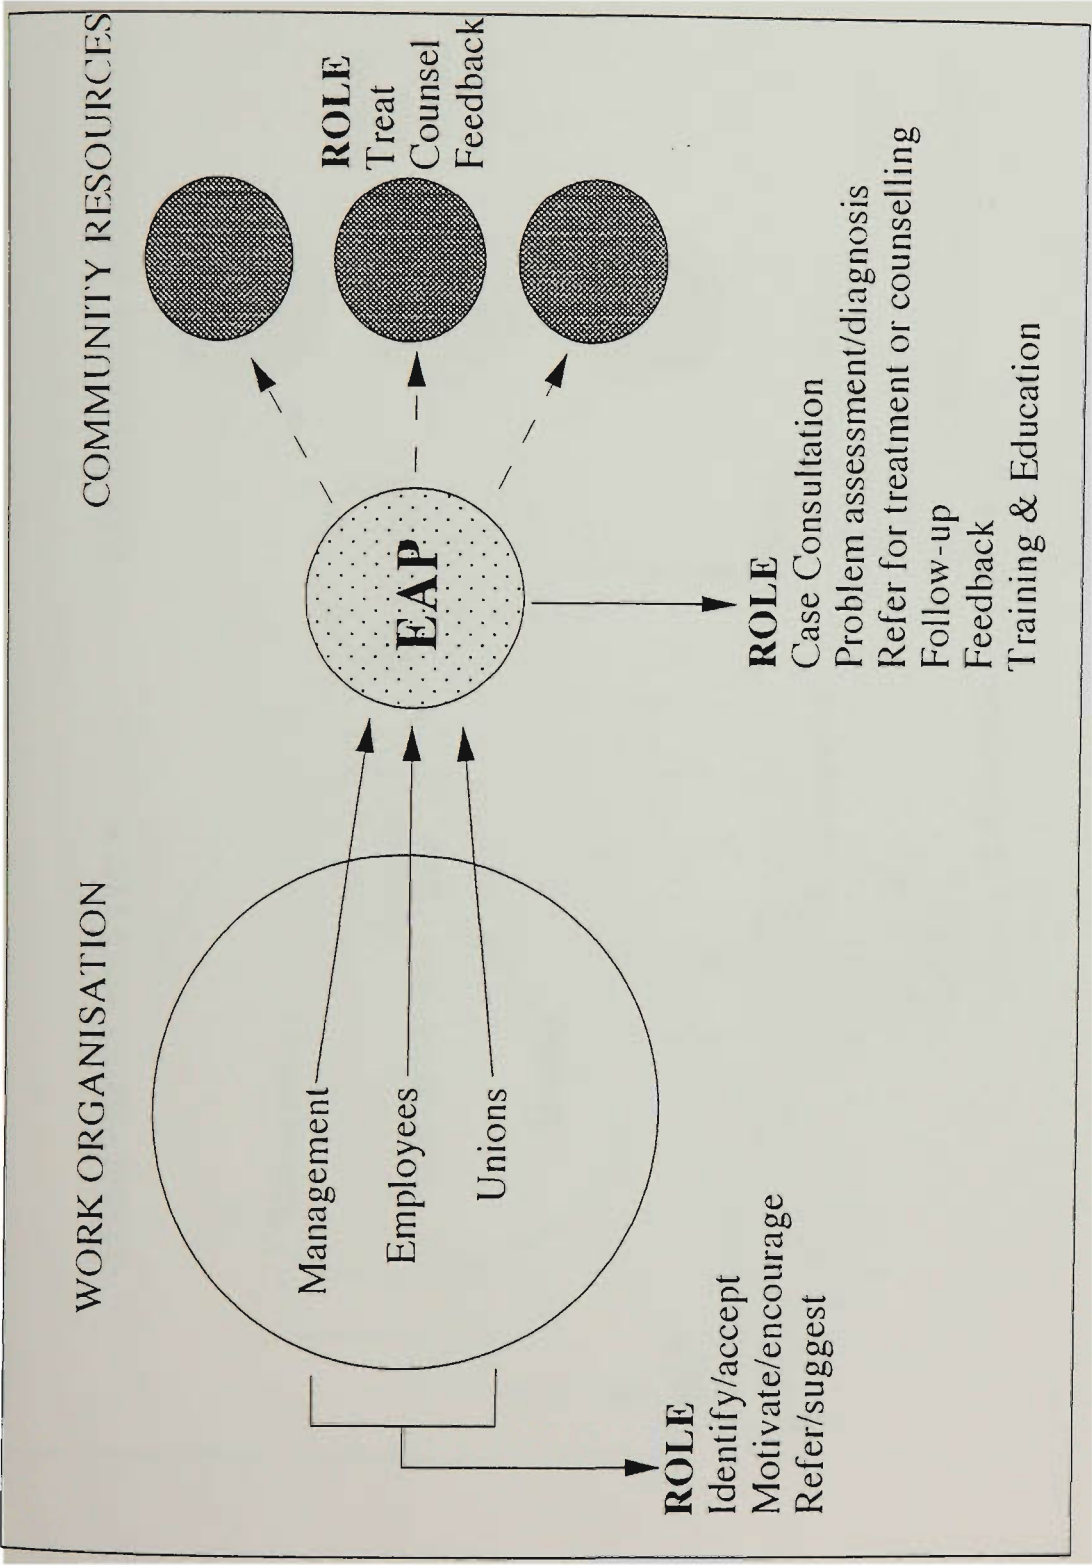 WORK ORGANISATION
COMMUNITY RESOURCES
Management
Employees
Unions
EAP
ROLE
Treat
Counsel
Feedback
ROLE
Identify/accept
Motivate/encourage
Refer/suggest
ROLE
Case Consultation
Problem assessment/diagnosis
Refer for treatment or counselling
Follow-up
Feedback
Training & Education